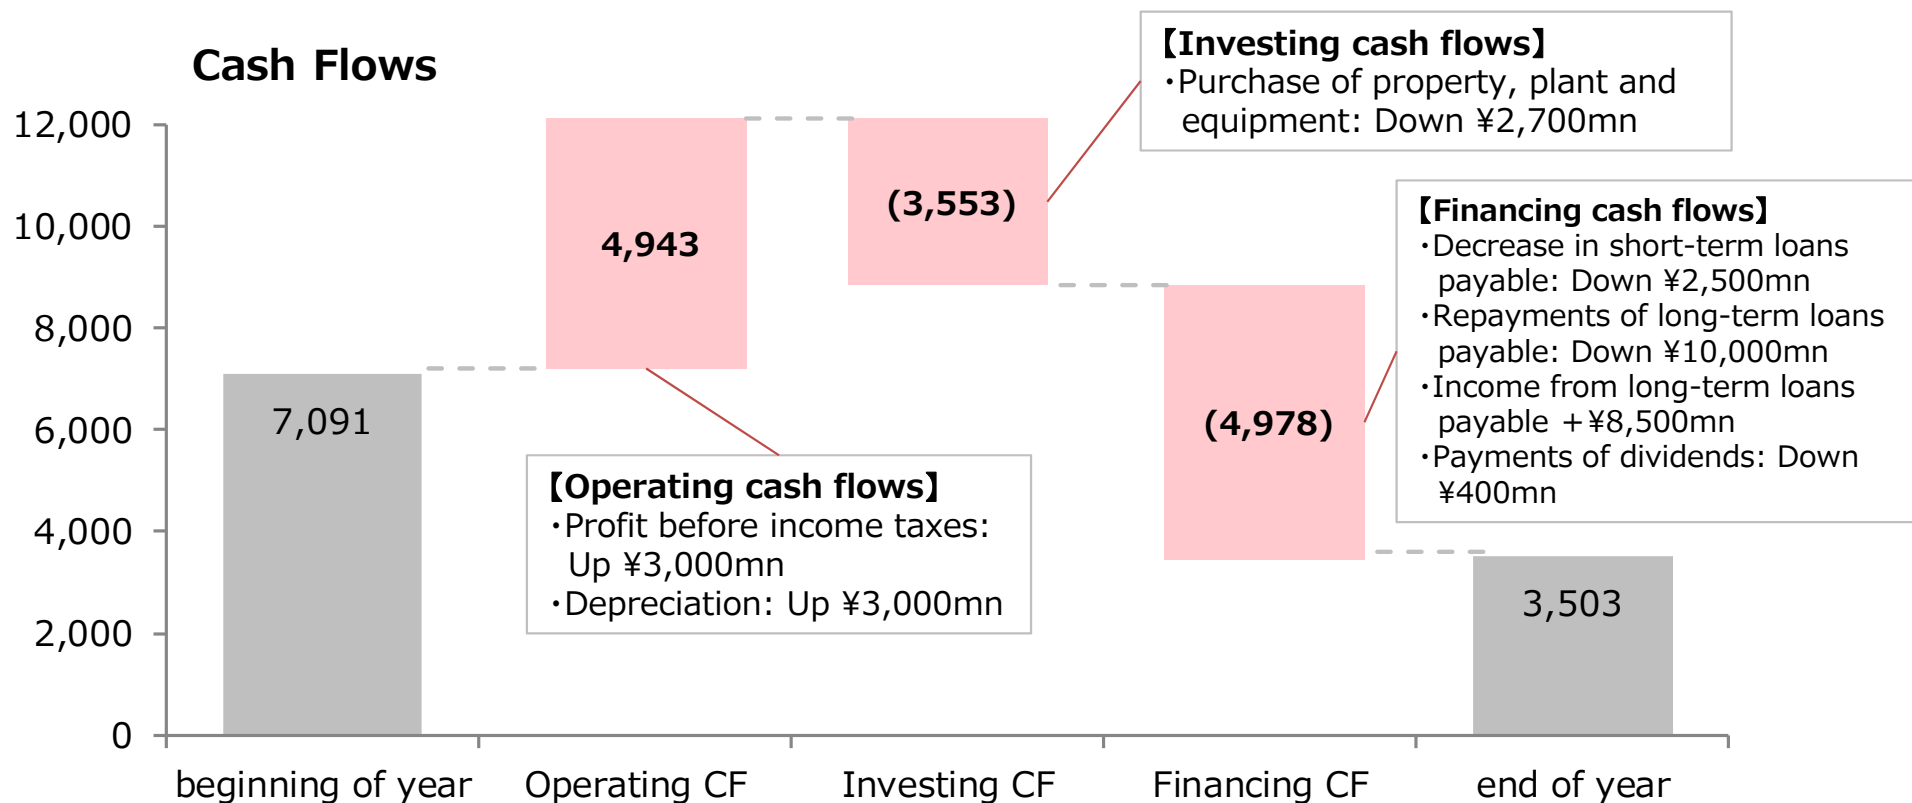 Cash Flows
12,000
10,000
8,000
6,000
4,000
2,000
0
7,091
4,943
(3,553)
(4,978)
3,503
beginning of year
Operating CF
Investing CF
Financing CF
end of year
【Investing cash flows】
・Purchase of property, plant and
equipment: Down ¥2,700mn
【Financing cash flows】
・Decrease in short-term loans
payable: Down ¥2,500mn
・Repayments of long-term loans
payable: Down ¥10,000mn
・Income from long-term loans
payable +¥8,500mn
・Payments of dividends: Down
¥400mn
【Operating cash flows】
・Profit before income taxes:
Up ¥3,000mn
・Depreciation: Up ¥3,000mn